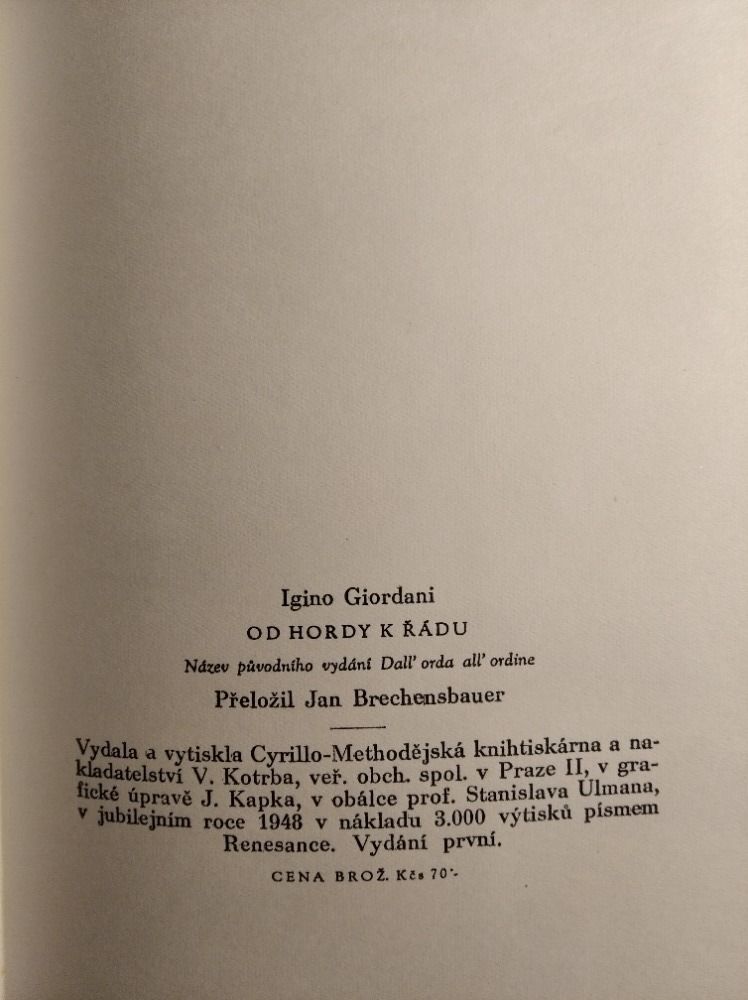 Igino Giordani
OD HORDY K ŘÁDU
Název původního vydání Dall' orda all' ordine
Přeložil Jan Brechensbauer
Vydala a vytiskla Cyrillo-Methodějská knihtiskárna a na-
kladatelství V. Kotrba, veř. obch. spol. v Praze II, v gra-
fické úpravě J. Kapka, v obálce prof. Stanislava Ulmana,
v jubilejním roce 1948 v nákladu 3.000 výtisků písmem
Renesance. Vydání první.
CENA BROŽ. Kčs 70·-